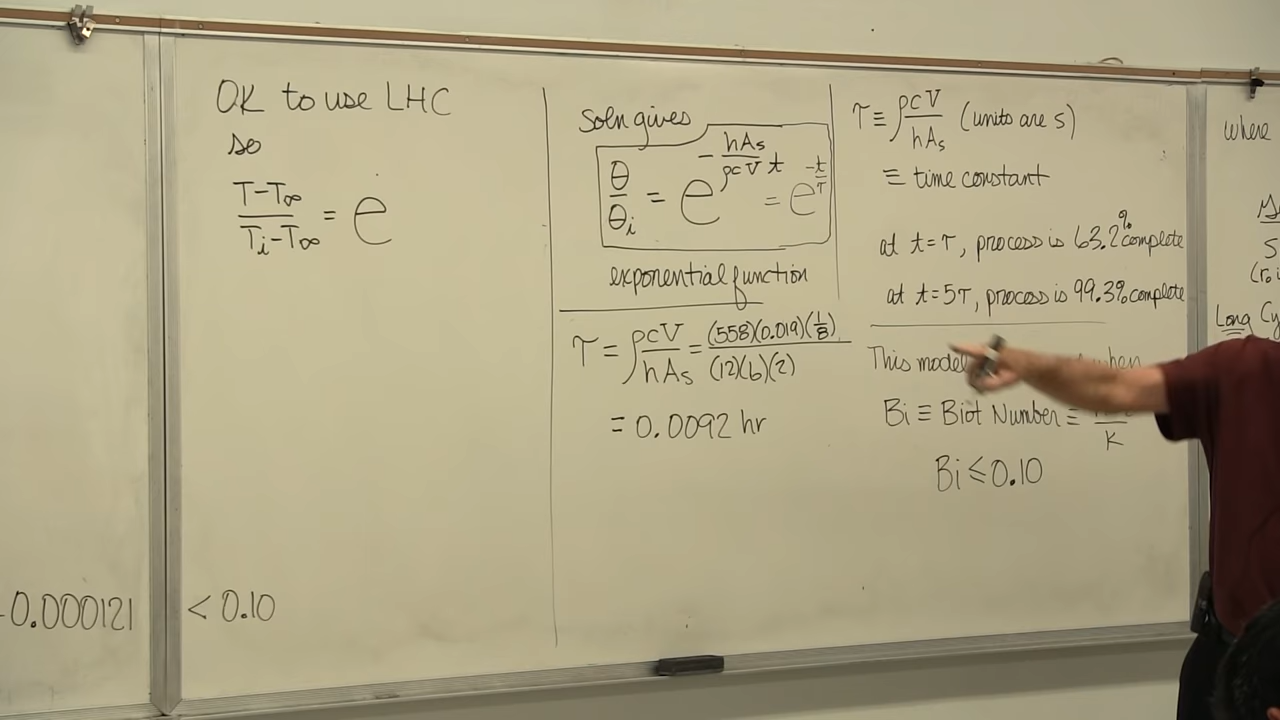 OK to use LHC
so
T-T∞ / Ti-T∞ = e
-0.000121 < 0.10
soln gives
θ/θi = e^(-hAs/ρcV t) = e^(-t/τ)
exponential function
τ = ρcV/hAs = (558)(0.019)(1/8) / (12)(6)(2)
= 0.0092 hr
τ ≡ ρcV/hAs (units are s)
≡ time constant
at t=τ, process is 63.2% complete
at t=5τ, process is 99.3% complete
This model when
Bi ≡ Biot Number ≡ /K
Bi ≤ 0.10
where
S
Long Cy